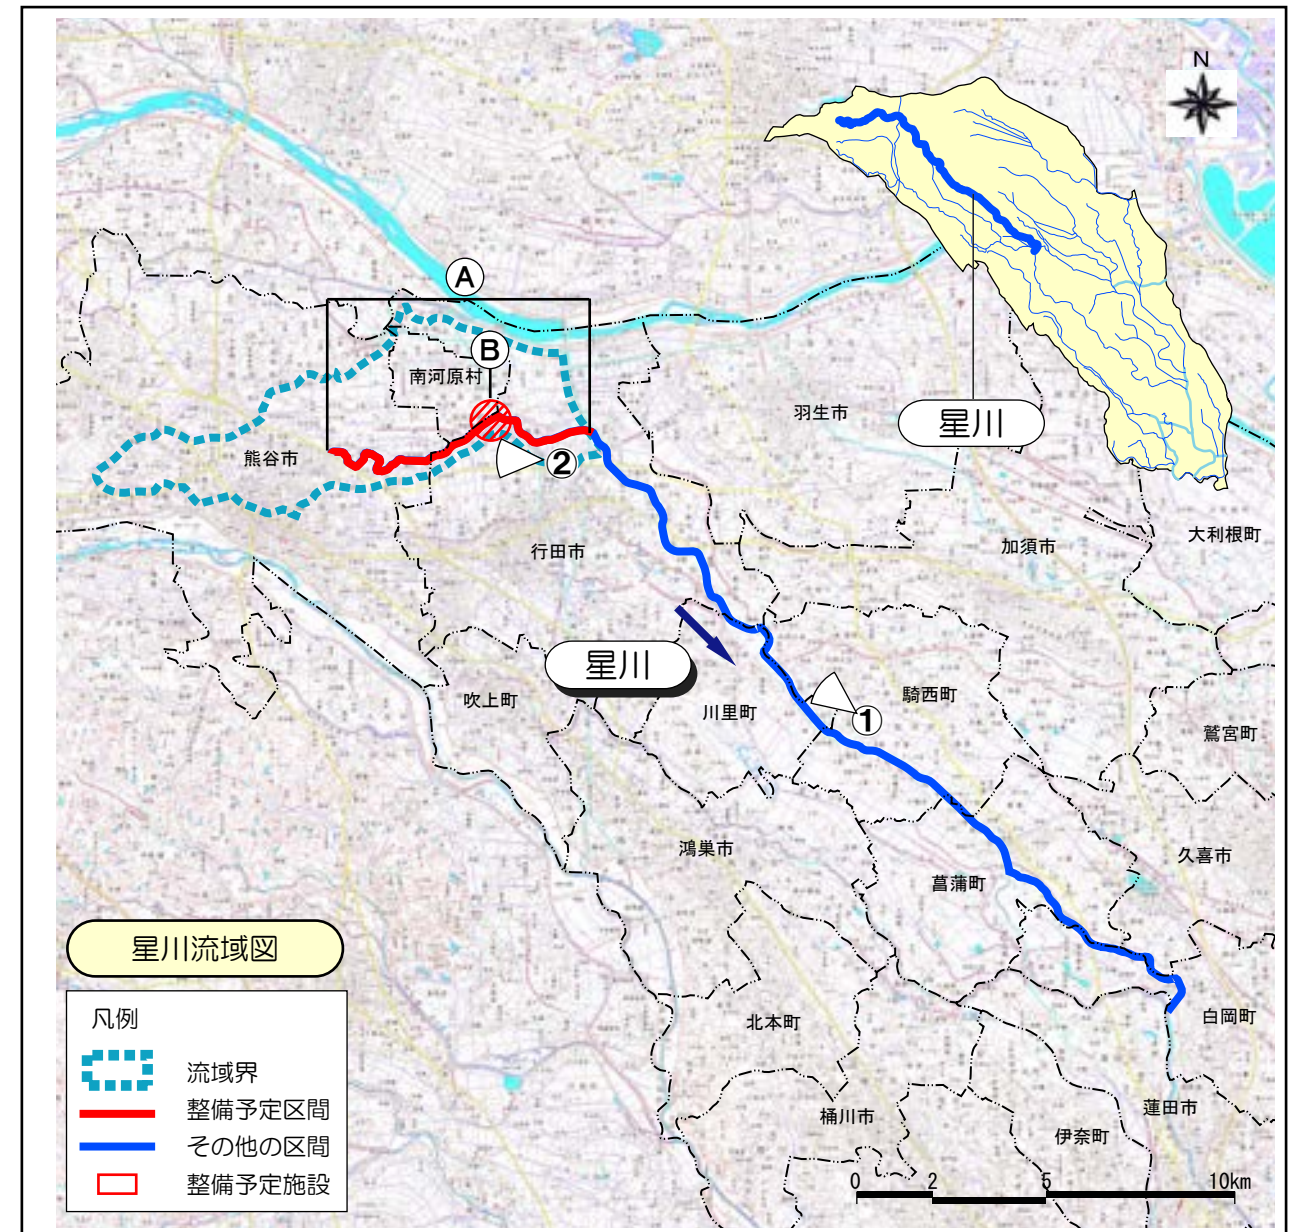 N
A
B
南河原村
羽生市
星川
熊谷市
②
行田市
加須市
大利根町
星川
吹上町
川里町
①
騎西町
鷲宮町
鴻巣市
久喜市
菖蒲町
星川流域図
北本町
白岡町
桶川市
伊奈町
蓮田市
凡例
流域界
整備予定区間
その他の区間
整備予定施設
0 2 5 10km